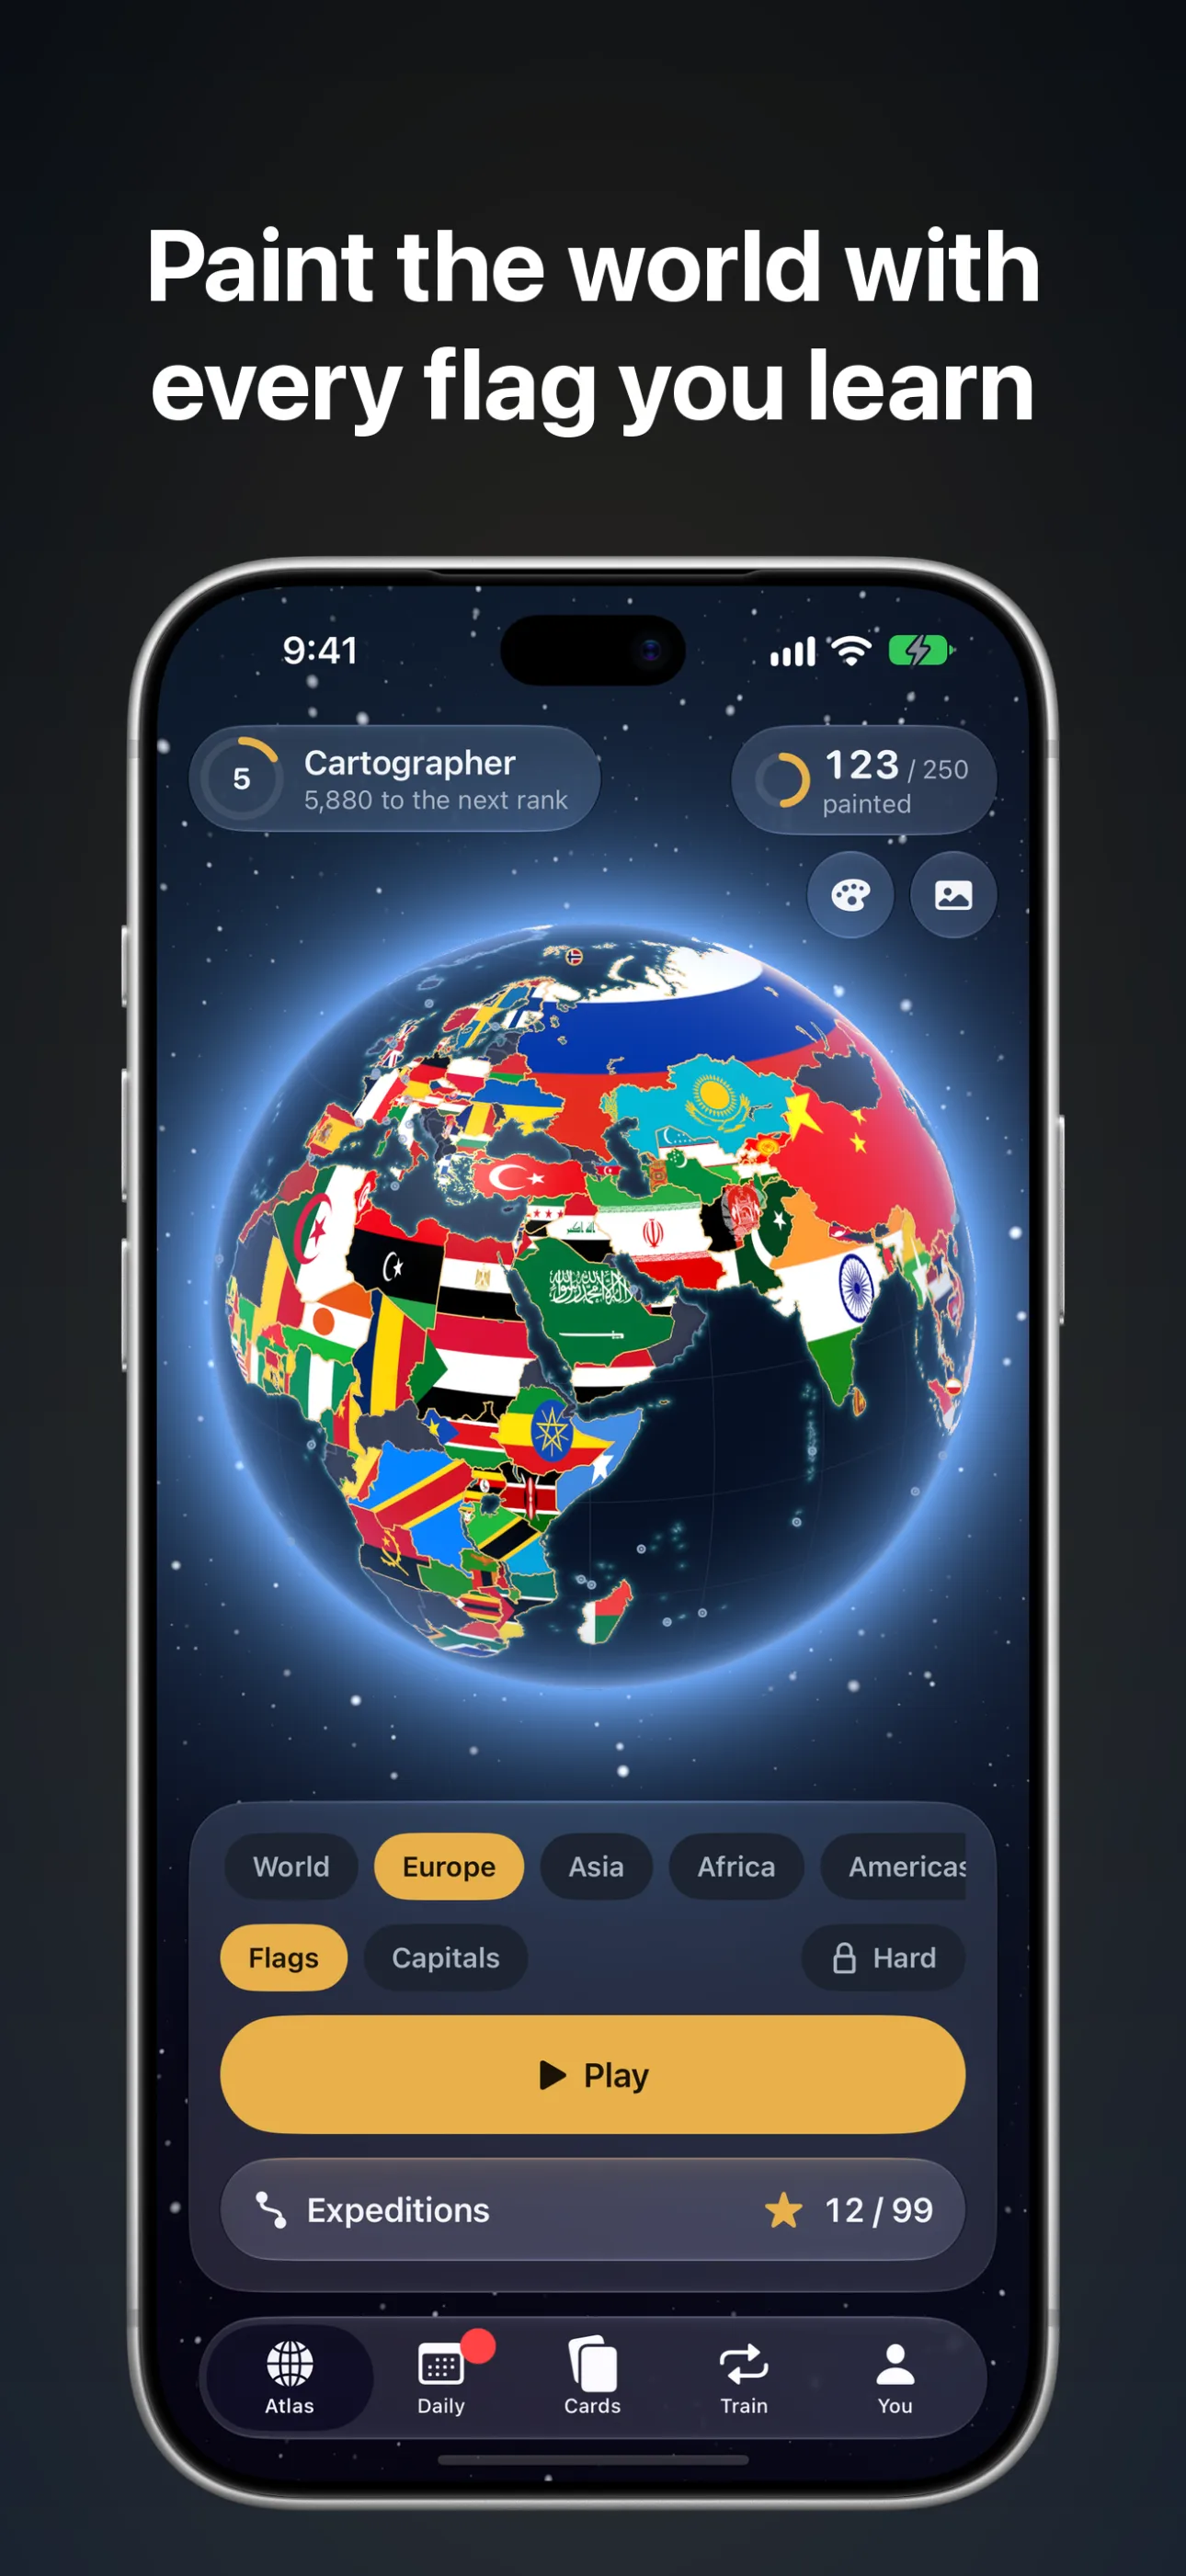 Paint the world with
every flag you learn
9:41
5
Cartographer
5,880 to the next rank
123 / 250
painted
World
Europe
Asia
Africa
Americas
Flags
Capitals
Hard
Play
Expeditions
12 / 99
Atlas
Daily
Cards
Train
You